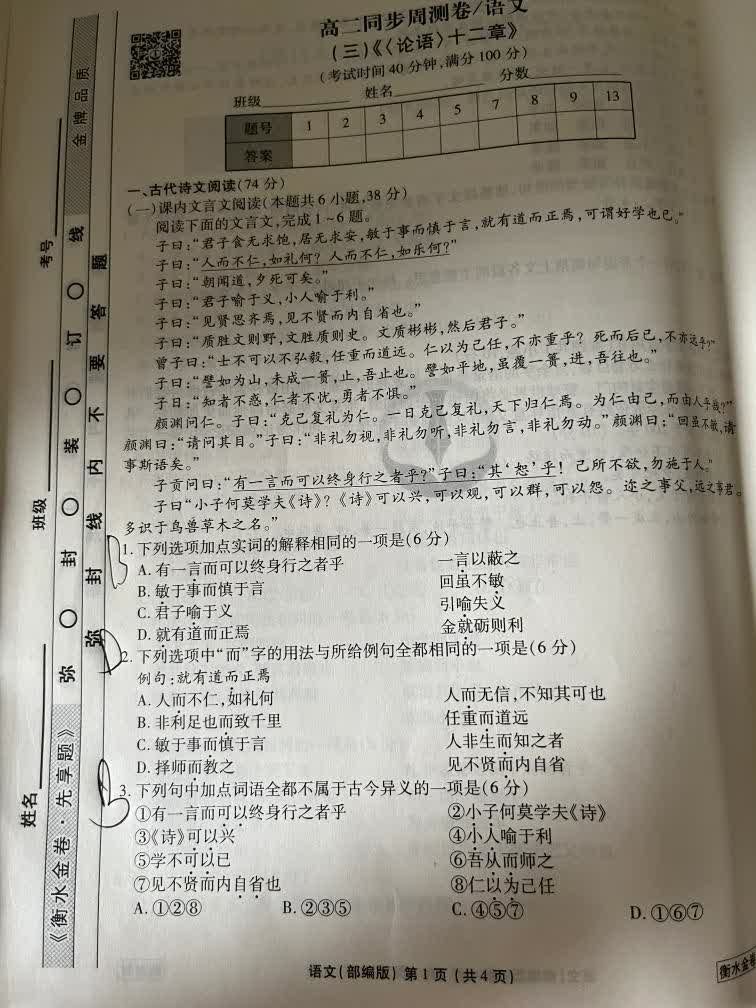 高二同步周测卷/语文
(三)《〈论语〉十二章》
(考试时间40分钟,满分100分)
班级 姓名 分数
题号 1 2 3 4 5 7 8 9 13
答案
一、古代诗文阅读(74分)
(一)课内文言文阅读(本题共6小题,38分)
阅读下面的文言文,完成1~6题。
子曰:“君子食无求饱,居无求安,敏于事而慎于言,就有道而正焉,可谓好学也已。”
子曰:“人而不仁,如礼何?人而不仁,如乐何?”
子曰:“朝闻道,夕死可矣。”
子曰:“君子喻于义,小人喻于利。”
子曰:“见贤思齐焉,见不贤而内自省也。”
子曰:“质胜文则野,文胜质则史。文质彬彬,然后君子。”
曾子曰:“士不可以不弘毅,任重而道远。仁以为己任,不亦重乎?死而后已,不亦远乎?”
子曰:“譬如为山,未成一篑,止,吾止也。譬如平地,虽覆一篑,进,吾往也。”
子曰:“知者不惑,仁者不忧,勇者不惧。”
颜渊问仁。子曰:“克己复礼为仁。一日克己复礼,天下归仁焉。为仁由己,而由人乎哉?”
颜渊曰:“请问其目。”子曰:“非礼勿视,非礼勿听,非礼勿言,非礼勿动。”颜渊曰:“回虽不敏,请
事斯语矣。”
子贡问曰:“有一言而可以终身行之者乎?”子曰:“其‘恕’乎!己所不欲,勿施于人。”
子曰“小子何莫学夫《诗》?《诗》可以兴,可以观,可以群,可以怨。迩之事父,远之事君。
多识于鸟兽草木之名。”
1.下列选项加点实词的解释相同的一项是(6分)
A.有一言而可以终身行之者乎 一言以蔽之
B.敏于事而慎于言 回虽不敏
C.君子喻于义 引喻失义
D.就有道而正焉 金就砺则利
2.下列选项中“而”字的用法与所给例句全都相同的一项是(6分)
例句:就有道而正焉
A.人而不仁,如礼何 人而无信,不知其可也
B.非利足也而致千里 任重而道远
C.敏于事而慎于言 人非生而知之者
D.择师而教之 见不贤而内自省
3.下列句中加点词语全都不属于古今异义的一项是(6分)
①有一言而可以终身行之者乎 ②小子何莫学夫《诗》
③《诗》可以兴 ④小人喻于利
⑤学不可以已 ⑥吾从而师之
⑦见不贤而内自省也 ⑧仁以为己任
A.①②⑧ B.②③⑤ C.④⑤⑦ D.①⑥⑦
语文(部编版) 第1页(共4页)
衡水金卷
金牌品质
考号
班级
姓名
弥 封 装 订 线
弥 封 线 内 不 要 答 题
《衡水金卷·先享题》